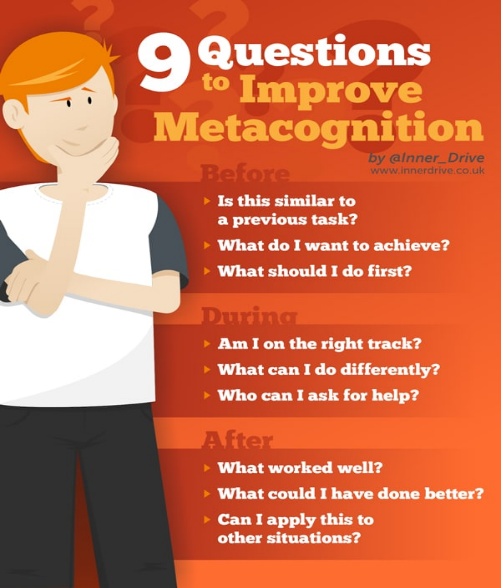 9 Questions
to Improve
Metacognition
by @Inner_Drive
www.innerdrive.co.uk
Before
Is this similar to
a previous task?
What do I want to achieve?
What should I do first?
During
Am I on the right track?
What can I do differently?
Who can I ask for help?
After
What worked well?
What could I have done better?
Can I apply this to
other situations?